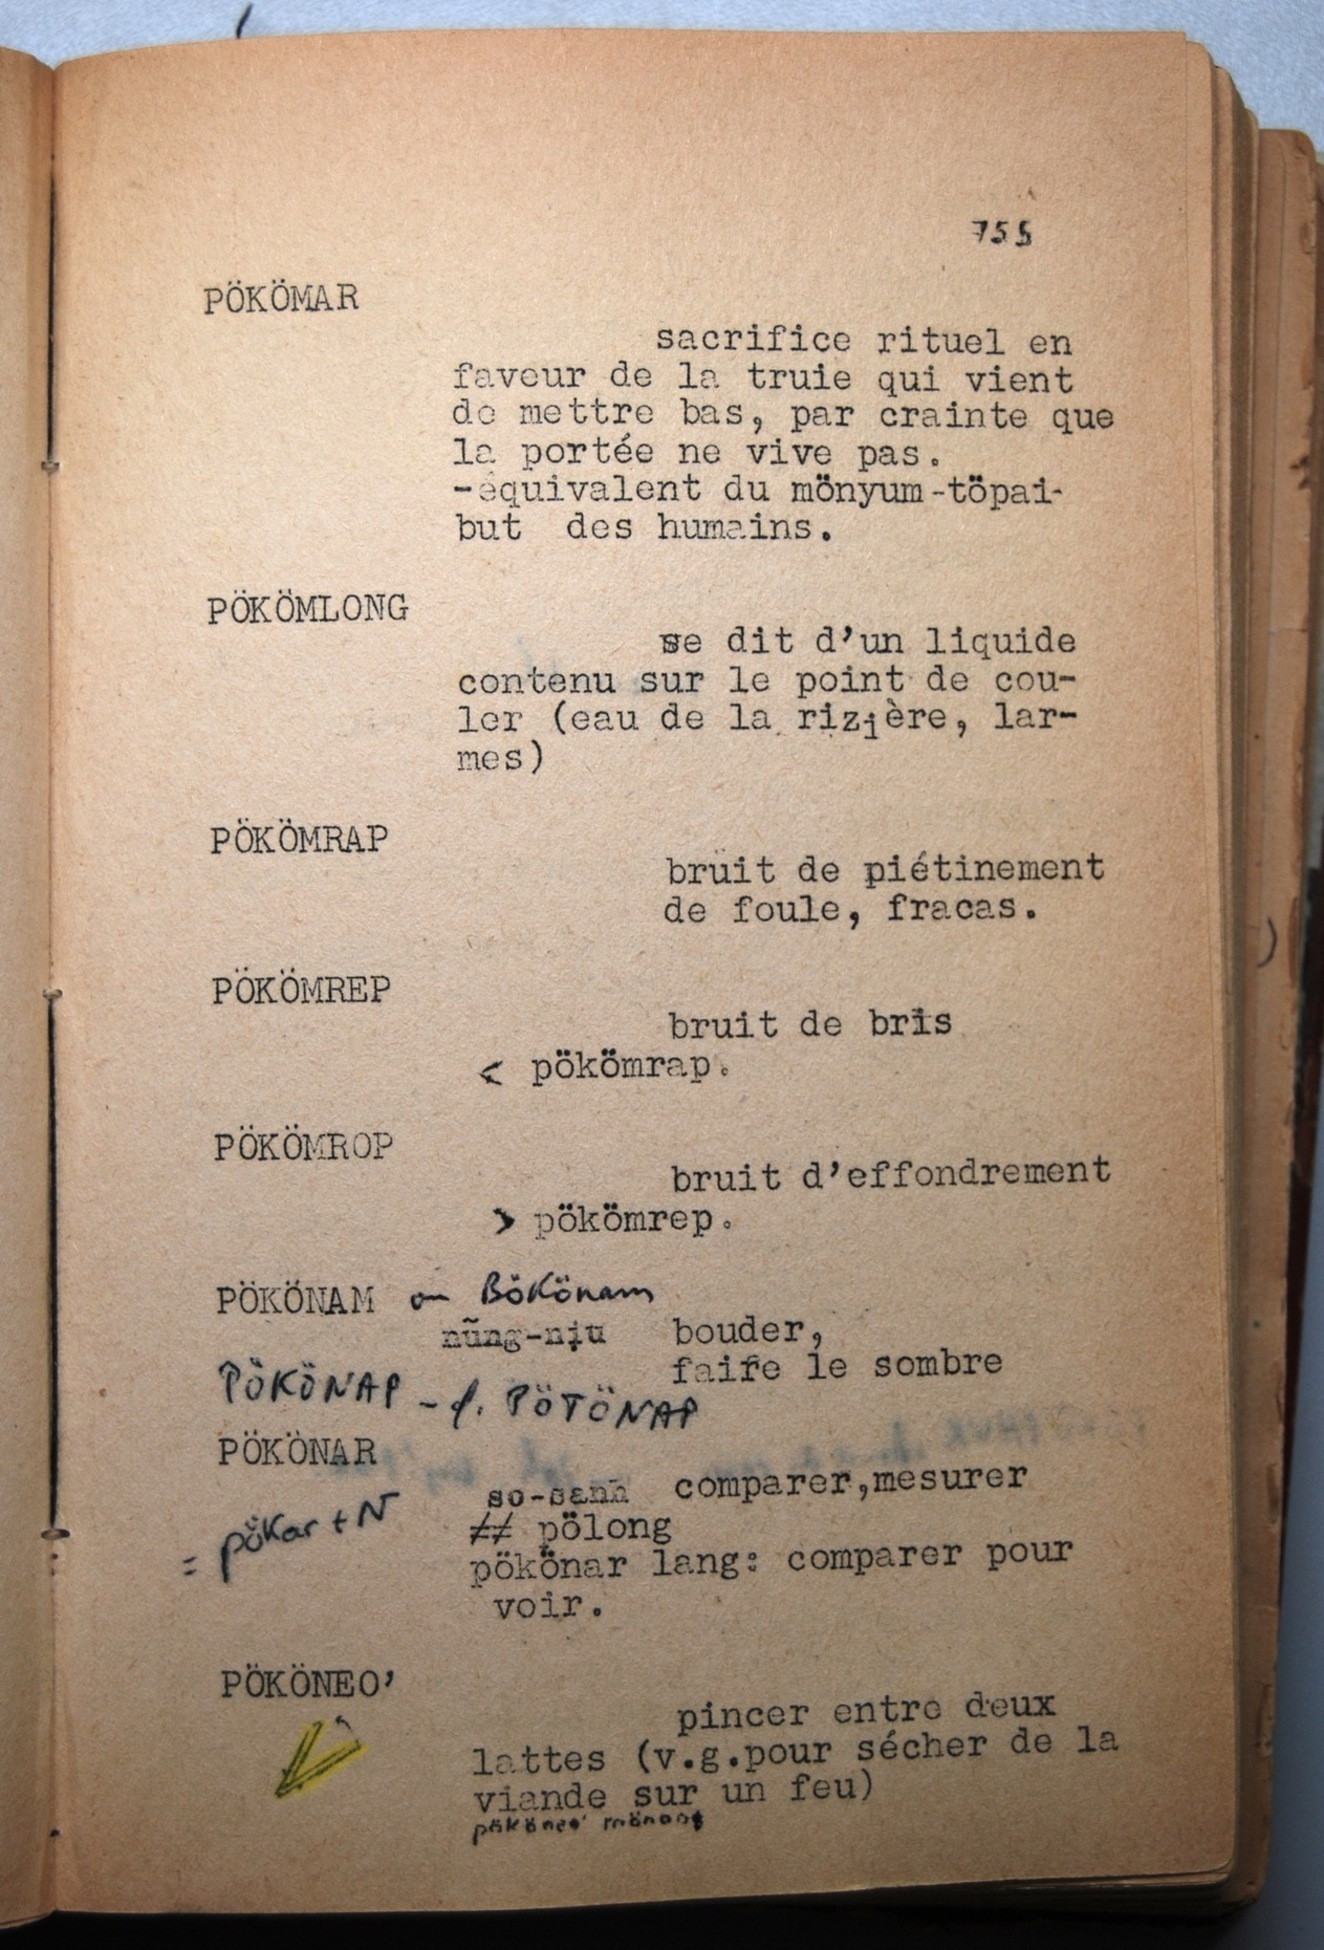 755
PÖKÖMAR
sacrifice rituel en
faveur de la truie qui vient
de mettre bas, par crainte que
la portée ne vive pas.
-équivalent du mönyum-töpai-
but des humains.
PÖKÖMLONG
se dit d'un liquide
contenu sur le point de cou-
ler (eau de la rizière, lar-
mes)
PÖKÖMRAP
bruit de piétinement
de foule, fracas.
PÖKÖMREP
bruit de bris
< pökömrap.
PÖKÖMROP
bruit d'effondrement
> pökömrep.
PÖKÖNAM ou Bökönam
nũng-nịu bouder,
faire le sombre
PÖKÖNAP - cf. PÖTÖNAP
PÖKÖNAR
so-sanh comparer,mesurer
= pökar + N
≠≠ pölong
pökönar lang: comparer pour
voir.
PÖKÖNEO'
pincer entre deux
lattes (v.g.pour sécher de la
viande sur un feu)
pököneo'